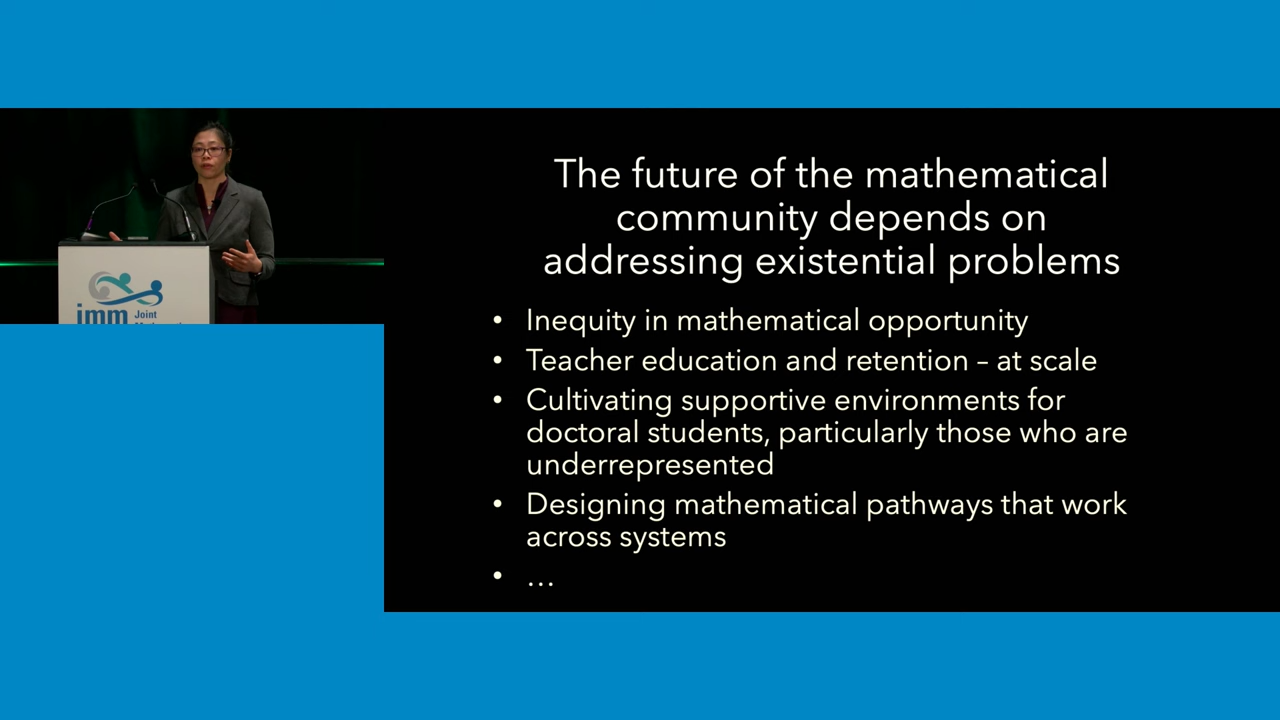 The future of the mathematical
community depends on
addressing existential problems
• Inequity in mathematical opportunity
• Teacher education and retention – at scale
• Cultivating supportive environments for
doctoral students, particularly those who are
underrepresented
• Designing mathematical pathways that work
across systems
• ...
jmm Joint